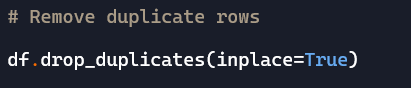 # Remove duplicate rows
df.drop_duplicates(inplace=True)